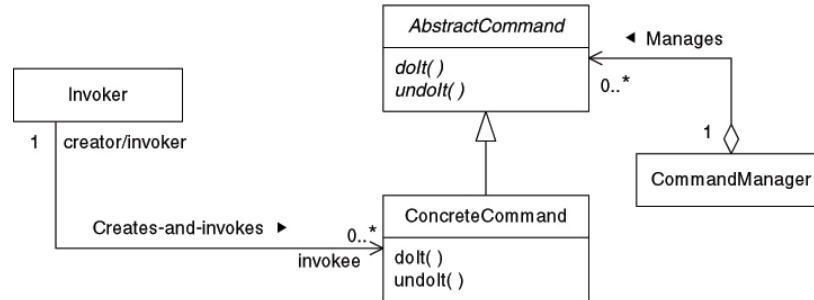 AbstractCommand
doIt( )
undoIt( )
◄ Manages
0..*
1
CommandManager
Invoker
1 creator/invoker
Creates-and-invokes ►
0..*
invokee
ConcreteCommand
doIt( )
undoIt( )